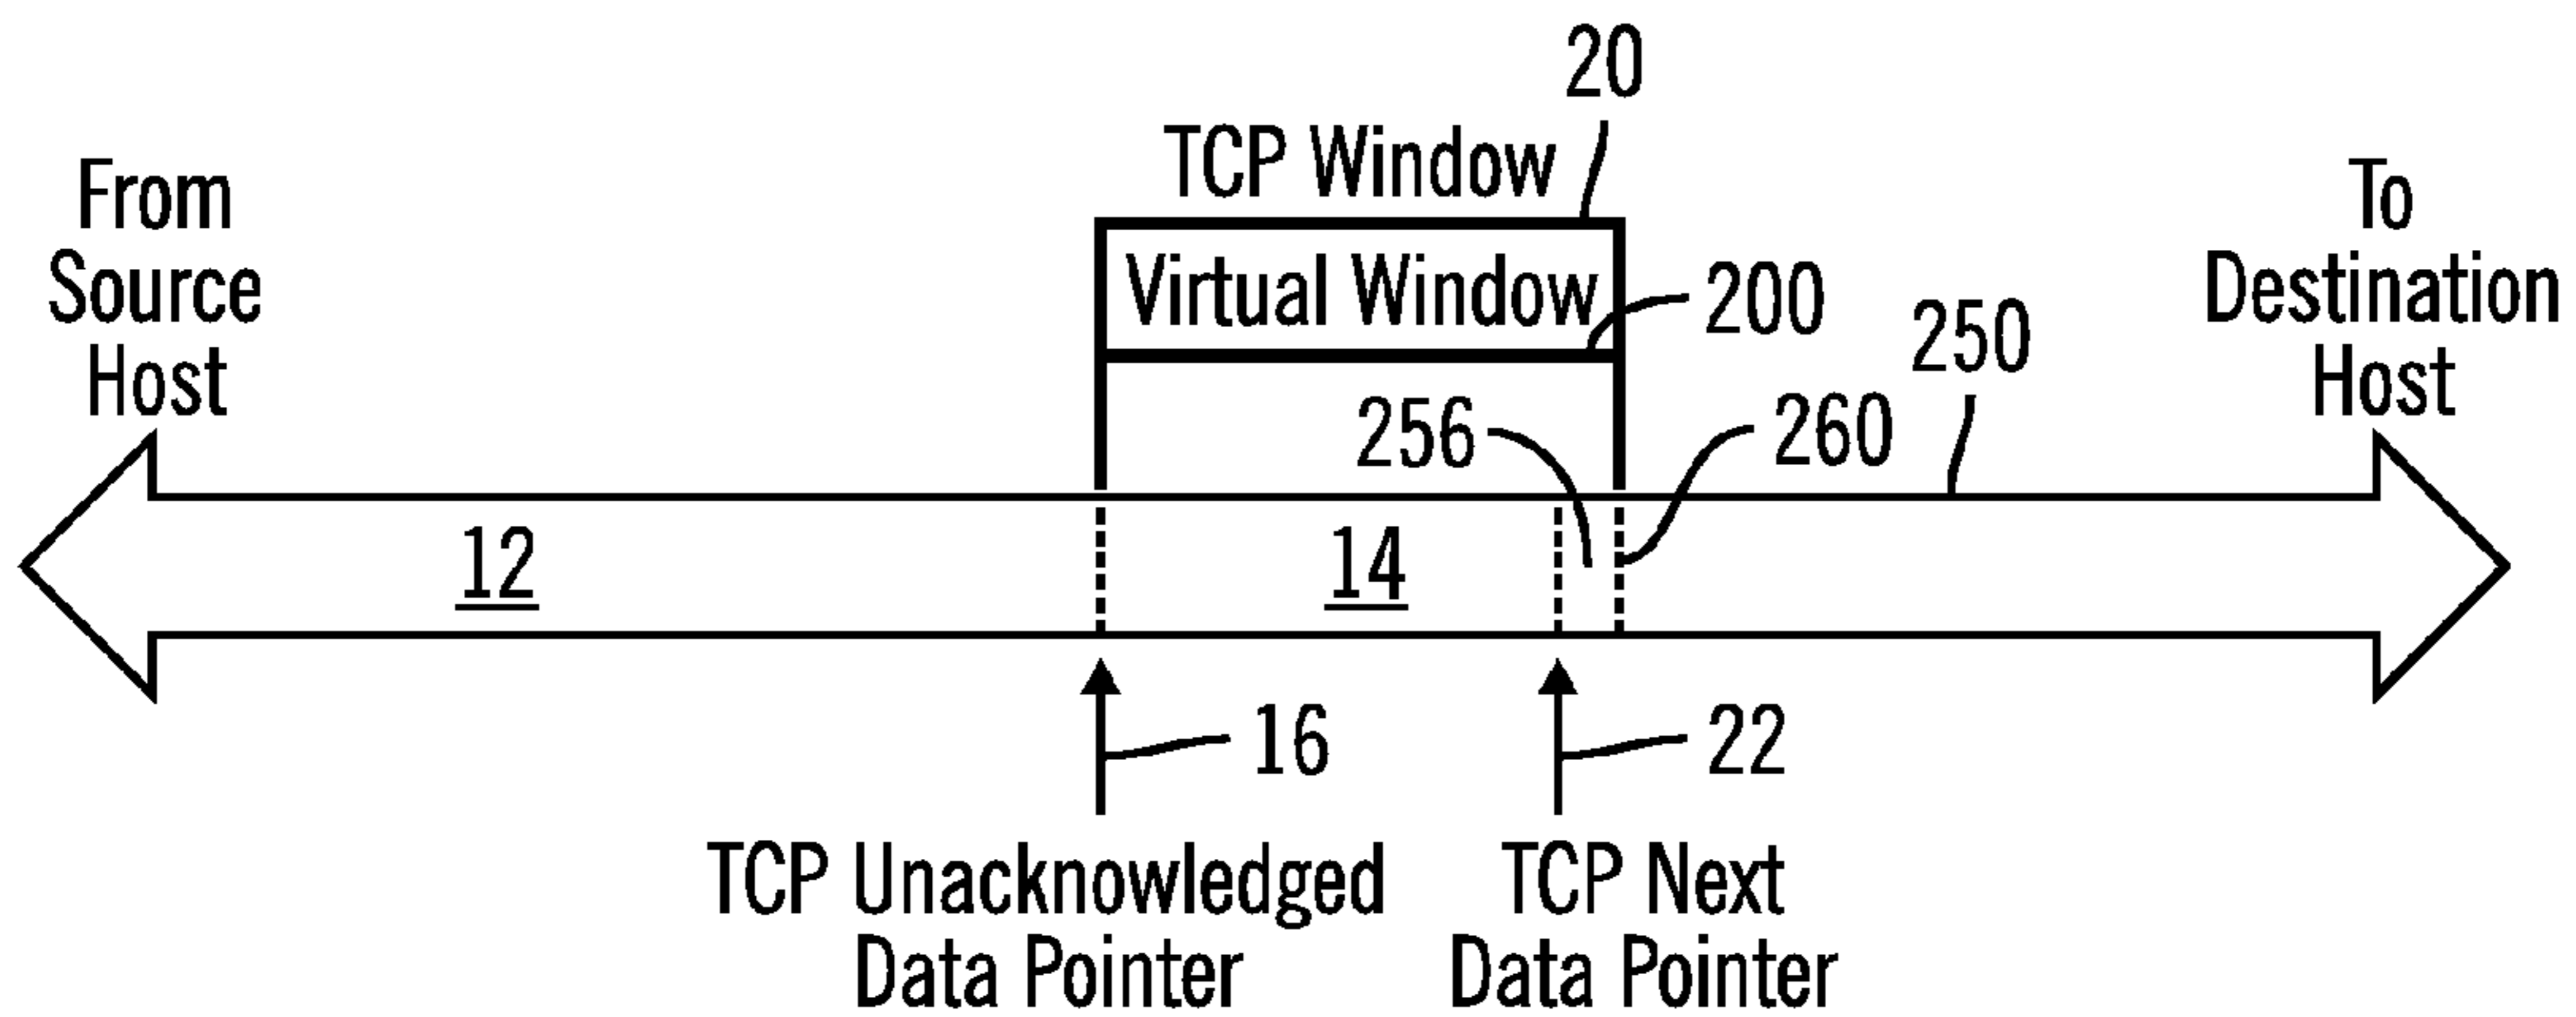 20
TCP Window
From
Source
Host
To
Destination
Host
Virtual Window
200
250
256
260
12
14
16
22
TCP Unacknowledged
Data Pointer
TCP Next
Data Pointer